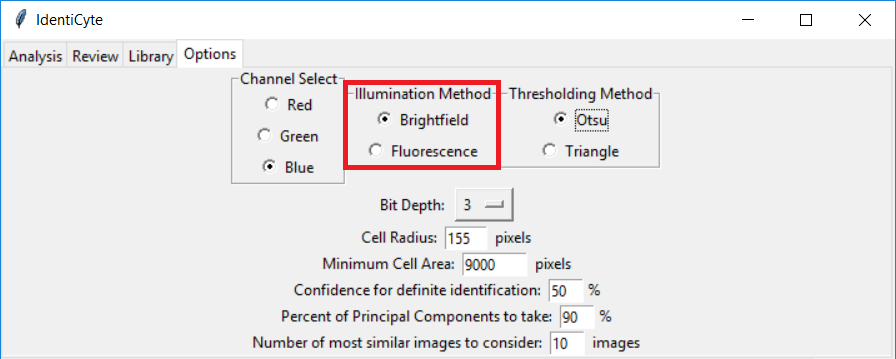 IdentiCyte
Analysis Review Library Options
Channel Select
Red
Green
Blue
Illumination Method
Brightfield
Fluorescence
Thresholding Method
Otsu
Triangle
Bit Depth: 3
Cell Radius: 155 pixels
Minimum Cell Area: 9000 pixels
Confidence for definite identification: 50 %
Percent of Principal Components to take: 90 %
Number of most similar images to consider: 10 images